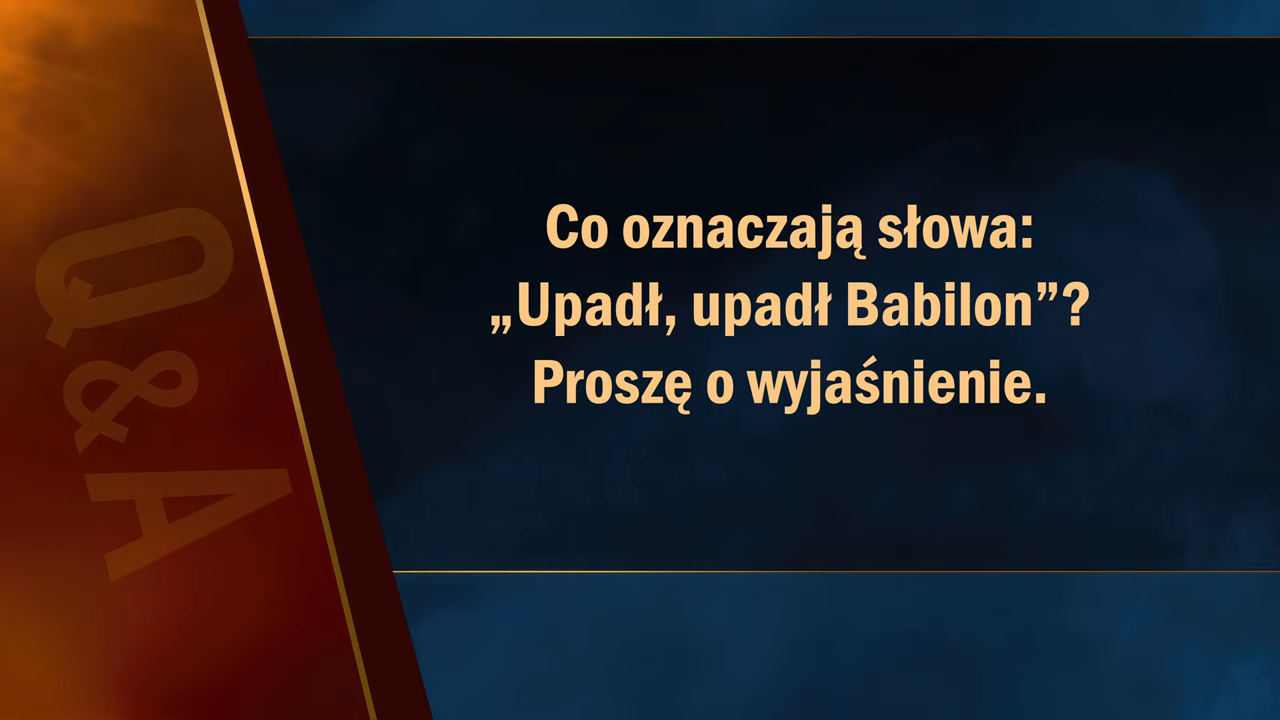 Q&A
Co oznaczają słowa:
„Upadł, upadł Babilon”?
Proszę o wyjaśnienie.